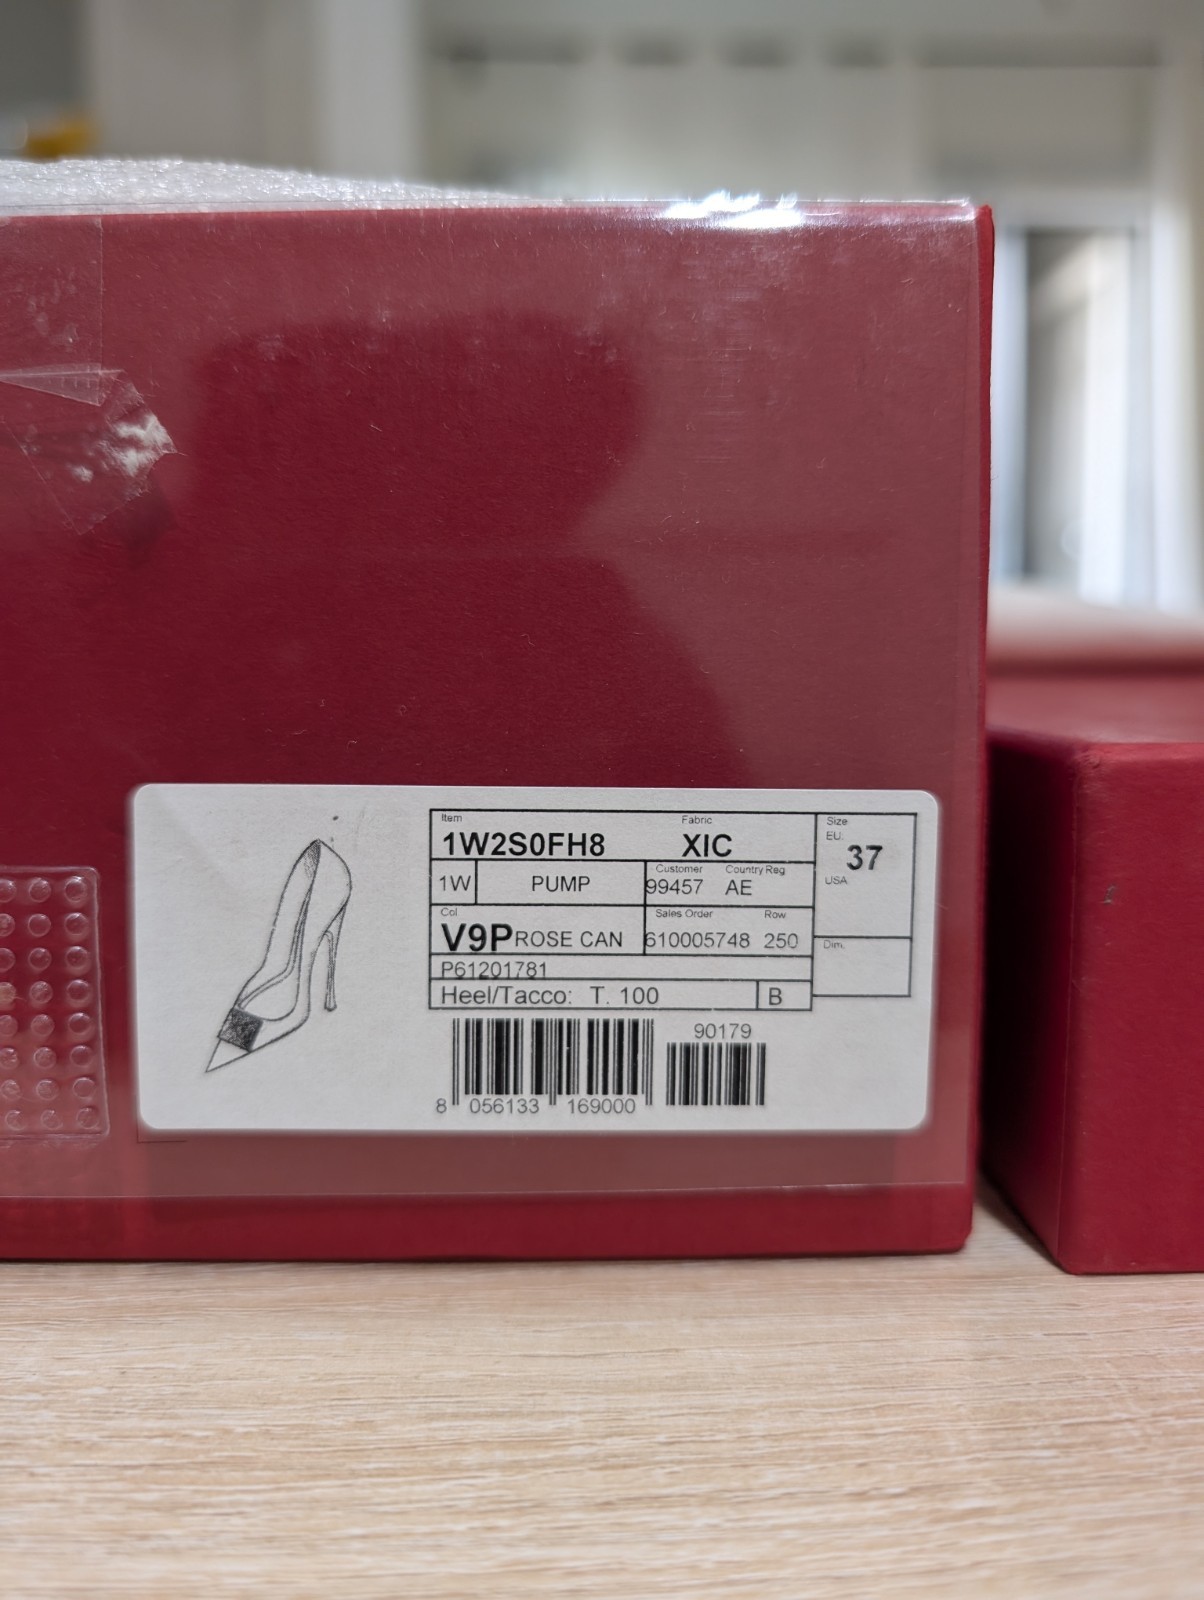 Item Fabric Size
1W2S0FH8 XIC EU. 37
Customer Country Reg
1W PUMP 99457 AE USA
Col Sales Order Row
V9P ROSE CAN 610005748 250 Dim.
P61201781
Heel/Tacco: T. 100 B
90179
8 056133 169000